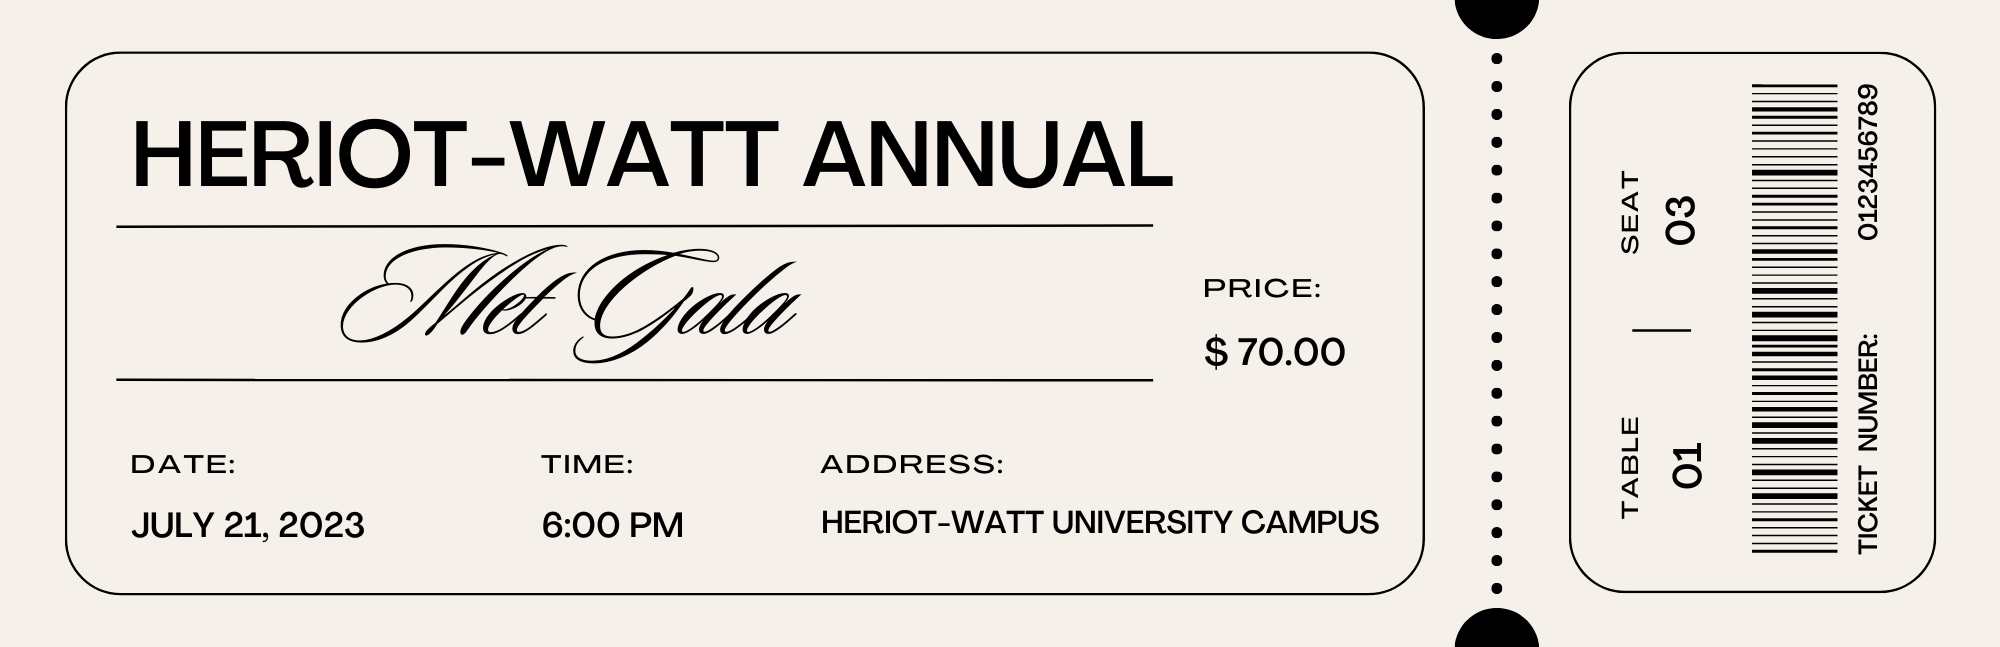 HERIOT-WATT ANNUAL
Met Gala
PRICE:
$ 70.00
DATE:
JULY 21, 2023
TIME:
6:00 PM
ADDRESS:
HERIOT-WATT UNIVERSITY CAMPUS
TABLE
01
SEAT
03
TICKET NUMBER: 0123456789